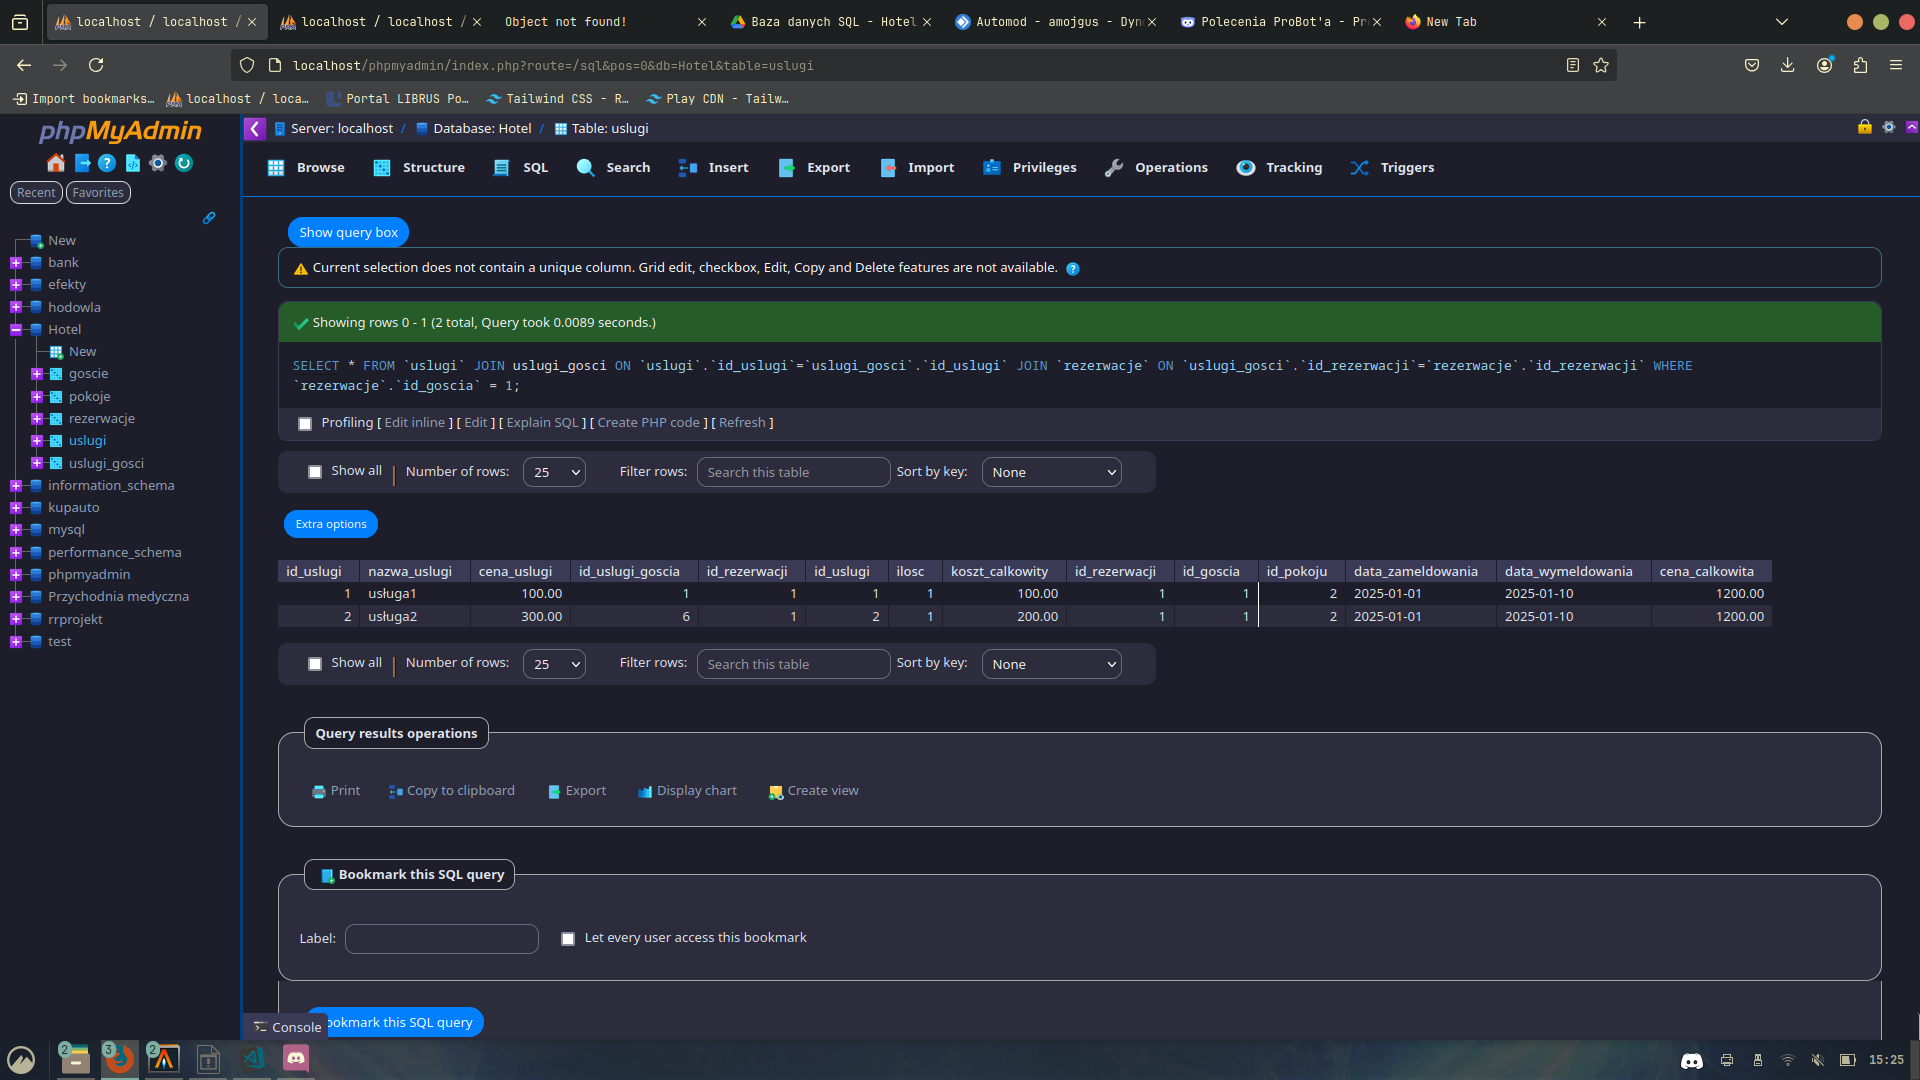 localhost / localhost /
localhost / localhost /
Object not found!
Baza danych SQL - Hotel
Automod - amojgus - Dyn
Polecenia ProBot'a - Pr
New Tab
localhost/phpmyadmin/index.php?route=/sql&pos=0&db=Hotel&table=uslugi
Import bookmarks…
localhost / loca…
Portal LIBRUS Po…
Tailwind CSS - R…
Play CDN - Tailw…
phpMyAdmin
Recent
Favorites
New
bank
efekty
hodowla
Hotel
New
goscie
pokoje
rezerwacje
uslugi
uslugi_gosci
information_schema
kupauto
mysql
performance_schema
phpmyadmin
Przychodnia medyczna
rrprojekt
test
Server: localhost / Database: Hotel / Table: uslugi
Browse Structure SQL Search Insert Export Import Privileges Operations Tracking Triggers
Show query box
Current selection does not contain a unique column. Grid edit, checkbox, Edit, Copy and Delete features are not available.
Showing rows 0 - 1 (2 total, Query took 0.0089 seconds.)
SELECT * FROM `uslugi` JOIN uslugi_gosci ON `uslugi`.`id_uslugi`=`uslugi_gosci`.`id_uslugi` JOIN `rezerwacje` ON `uslugi_gosci`.`id_rezerwacji`=`rezerwacje`.`id_rezerwacji` WHERE
`rezerwacje`.`id_goscia` = 1;
Profiling [ Edit inline ] [ Edit ] [ Explain SQL ] [ Create PHP code ] [ Refresh ]
Show all | Number of rows: 25 Filter rows: Search this table Sort by key: None
Extra options
id_uslugi nazwa_uslugi cena_uslugi id_uslugi_goscia id_rezerwacji id_uslugi ilosc koszt_calkowity id_rezerwacji id_goscia id_pokoju data_zameldowania data_wymeldowania cena_calkowita
1 usługa1 100.00 1 1 1 1 100.00 1 1 2 2025-01-01 2025-01-10 1200.00
2 usługa2 300.00 6 1 2 1 200.00 1 1 2 2025-01-01 2025-01-10 1200.00
Show all | Number of rows: 25 Filter rows: Search this table Sort by key: None
Query results operations
Print Copy to clipboard Export Display chart Create view
Bookmark this SQL query
Label:
Let every user access this bookmark
Console
ookmark this SQL query
2
3
2
15:25